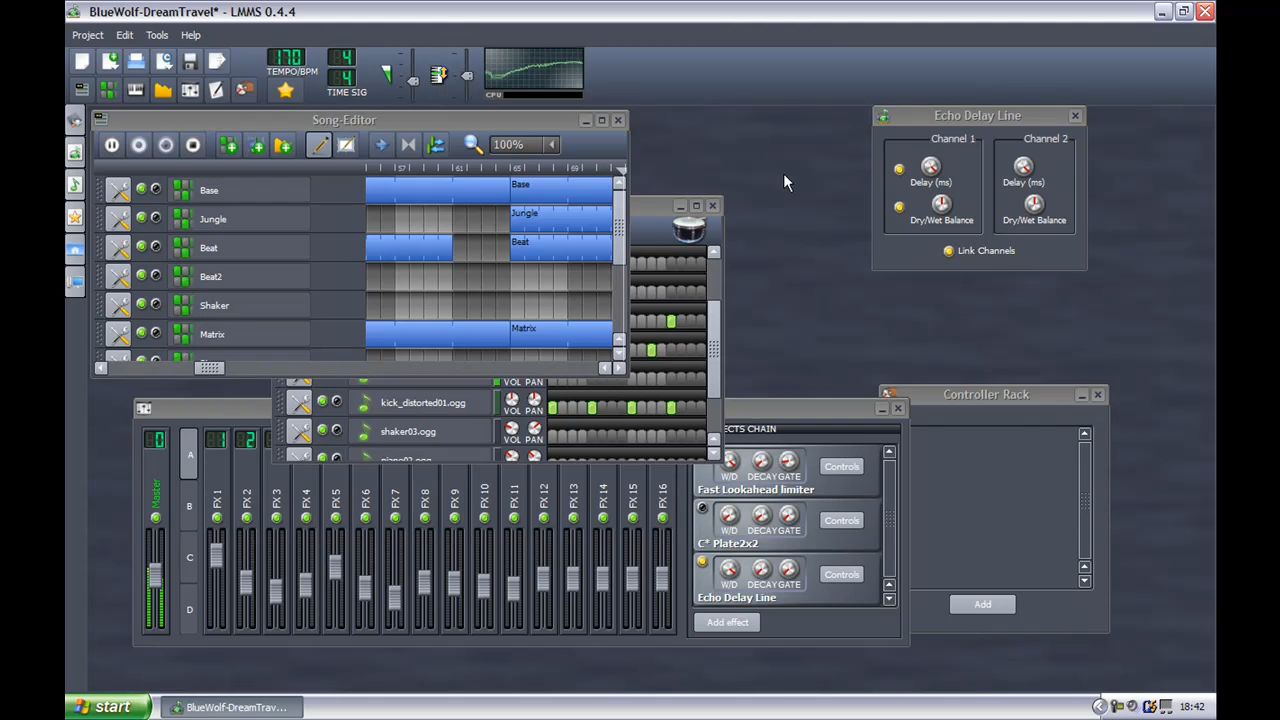 BlueWolf-DreamTravel* - LMMS 0.4.4
Project Edit Tools Help
170
TEMPO/BPM
4
4
TIME SIG
CPU
Song-Editor
100%
57 61 65 69
Base Base
Jungle Jungle
Beat Beat
Beat2
Shaker
Matrix Matrix
VOL PAN
kick_distorted01.ogg VOL PAN
shaker03.ogg VOL PAN
piano02.ogg
Echo Delay Line
Channel 1 Channel 2
Delay (ms) Delay (ms)
Dry/Wet Balance Dry/Wet Balance
Link Channels
Controller Rack
Add
0 1 2
A
B
C
D
Master
FX 1
FX 2
FX 3
FX 4
FX 5
FX 6
FX 7
FX 8
FX 9
FX 10
FX 11
FX 12
FX 13
FX 14
FX 15
FX 16
ECTS CHAIN
W/D DECAY GATE Controls
Fast Lookahead limiter
W/D DECAY GATE Controls
C* Plate2x2
W/D DECAY GATE Controls
Echo Delay Line
Add effect
start
BlueWolf-DreamTrav...
18:42